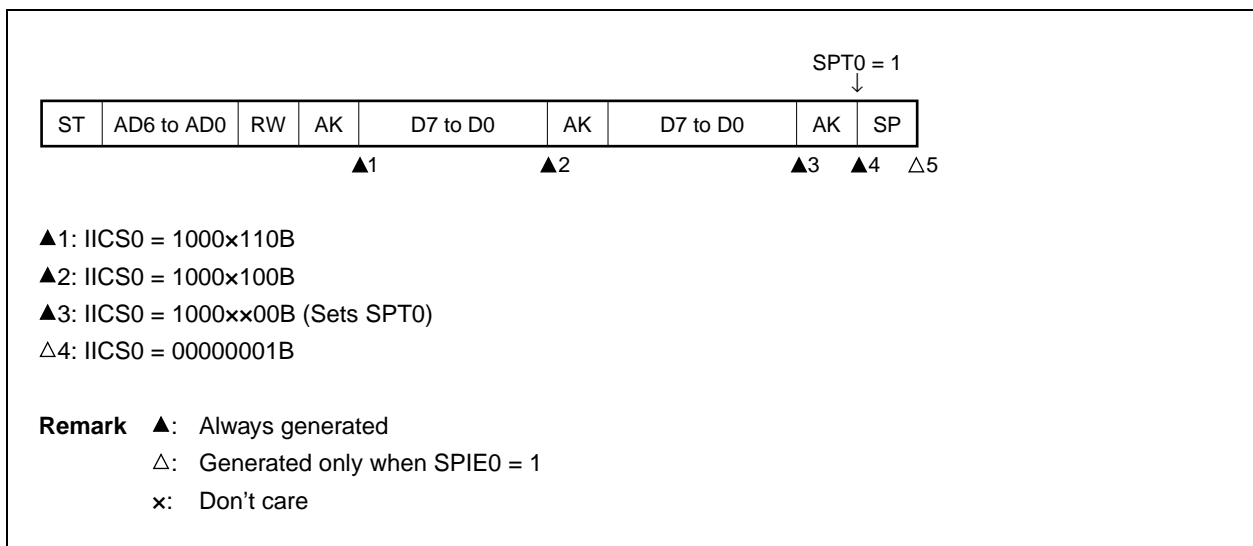 SPT0 = 1
↓
ST AD6 to AD0 RW AK D7 to D0 AK D7 to D0 AK SP
▲1 ▲2 ▲3 ▲4 △5
▲1: IICS0 = 1000×110B
▲2: IICS0 = 1000×100B
▲3: IICS0 = 1000××00B (Sets SPT0)
△4: IICS0 = 00000001B
Remark ▲: Always generated
△: Generated only when SPIE0 = 1
×: Don't care